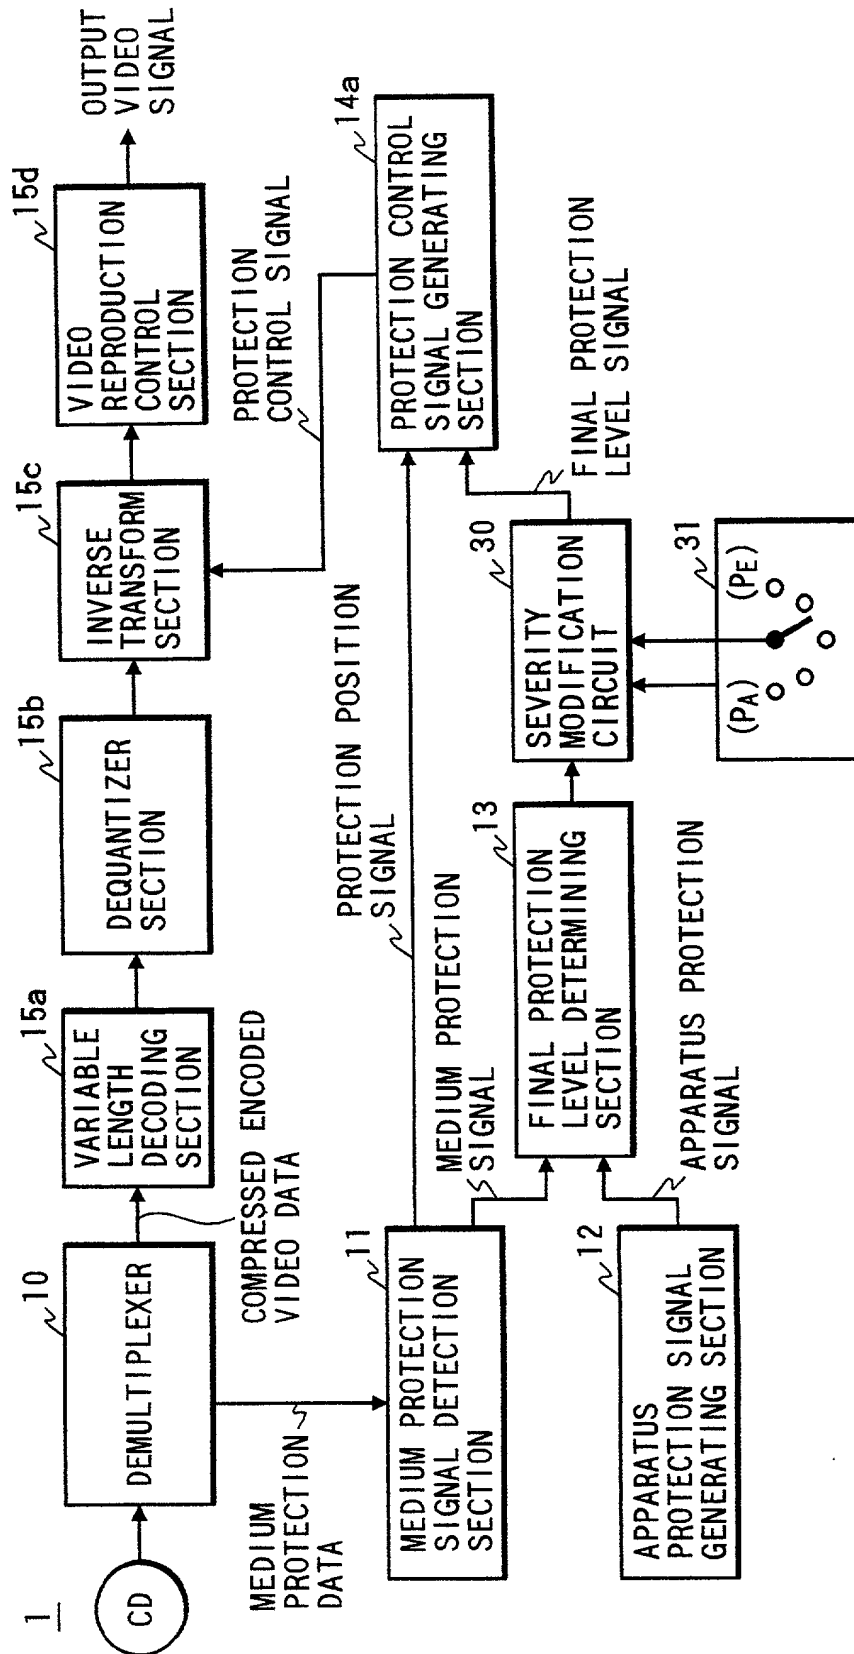 1
CD
10
DEMULTIPLEXER
MEDIUM
PROTECTION
DATA
COMPRESSED ENCODED
VIDEO DATA
15a
VARIABLE
LENGTH
DECODING
SECTION
15b
DEQUANTIZER
SECTION
15c
INVERSE
TRANSFORM
SECTION
15d
VIDEO
REPRODUCTION
CONTROL
SECTION
OUTPUT
VIDEO
SIGNAL
PROTECTION
CONTROL SIGNAL
14a
PROTECTION CONTROL
SIGNAL GENERATING
SECTION
PROTECTION POSITION
SIGNAL
11
MEDIUM PROTECTION
SIGNAL DETECTION
SECTION
MEDIUM PROTECTION
SIGNAL
12
APPARATUS
PROTECTION SIGNAL
GENERATING SECTION
APPARATUS PROTECTION
SIGNAL
13
FINAL PROTECTION
LEVEL DETERMINING
SECTION
30
SEVERITY
MODIFICATION
CIRCUIT
FINAL PROTECTION
LEVEL SIGNAL
31
(PA)
(PE)